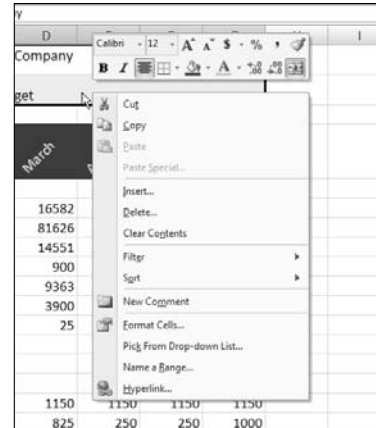 y
D
I
Company
Calibri 12 A A $ % ,
B I A
get
March
Cut
Copy
Paste
Paste Special...
Insert...
Delete...
Clear Contents
Filter
Sort
New Comment
Format Cells...
Pick From Drop-down List...
Name a Range...
Hyperlink...
16582
81626
14551
900
9363
3900
25
1150 1150 1150 1150
825 250 250 1000